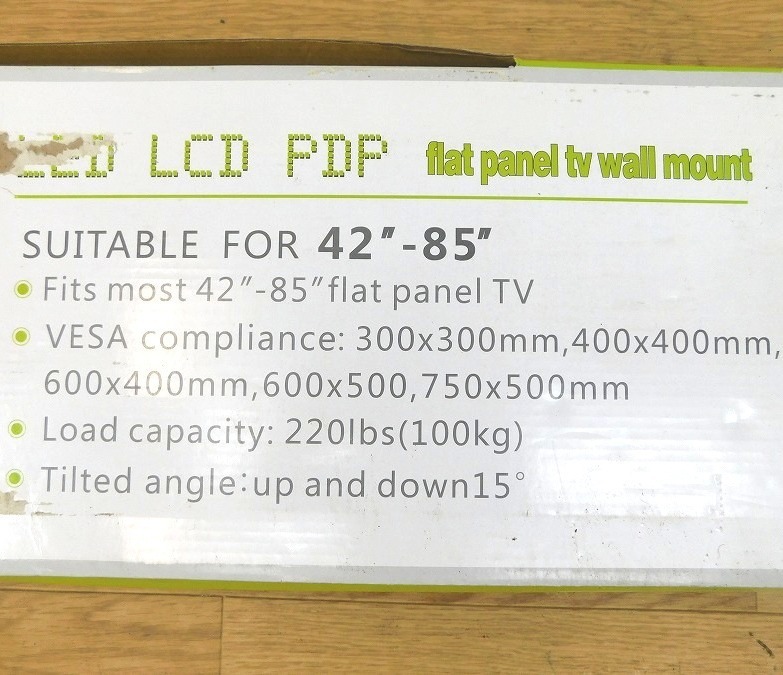 LED LCD PDP flat panel tv wall mount
SUITABLE FOR 42"-85"
Fits most 42"-85"flat panel TV
VESA compliance: 300x300mm,400x400mm,
600x400mm,600x500,750x500mm
Load capacity: 220lbs(100kg)
Tilted angle:up and down15°